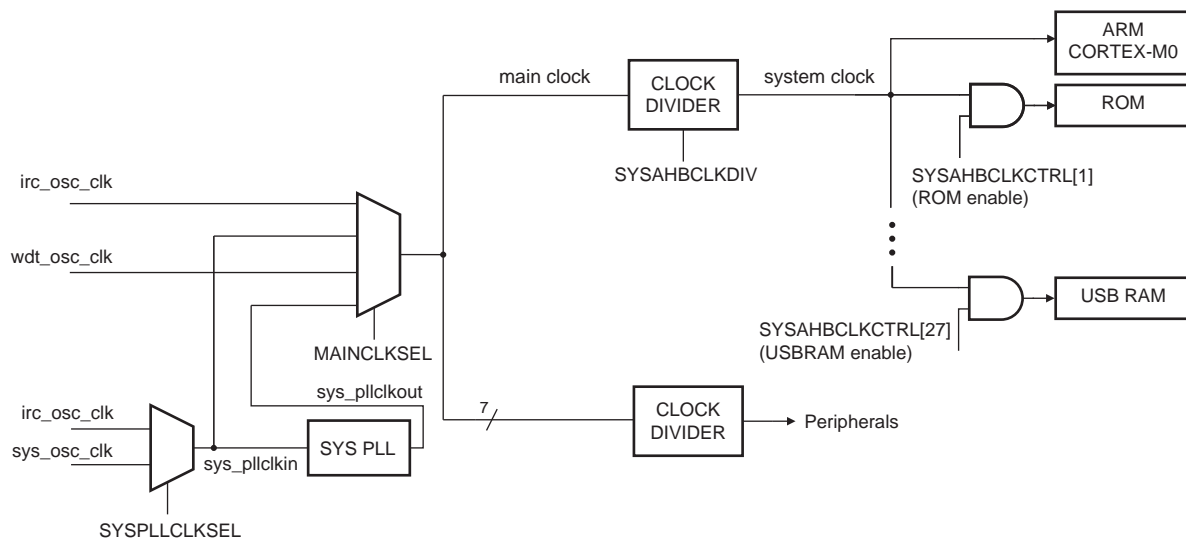 ARM
CORTEX-M0
main clock
CLOCK
DIVIDER
system clock
ROM
SYSAHBCLKDIV
SYSAHBCLKCTRL[1]
(ROM enable)
irc_osc_clk
wdt_osc_clk
USB RAM
SYSAHBCLKCTRL[27]
(USBRAM enable)
MAINCLKSEL
sys_pllclkout
irc_osc_clk
7
CLOCK
DIVIDER
Peripherals
sys_osc_clk
SYS PLL
sys_pllclkin
SYSPLLCLKSEL